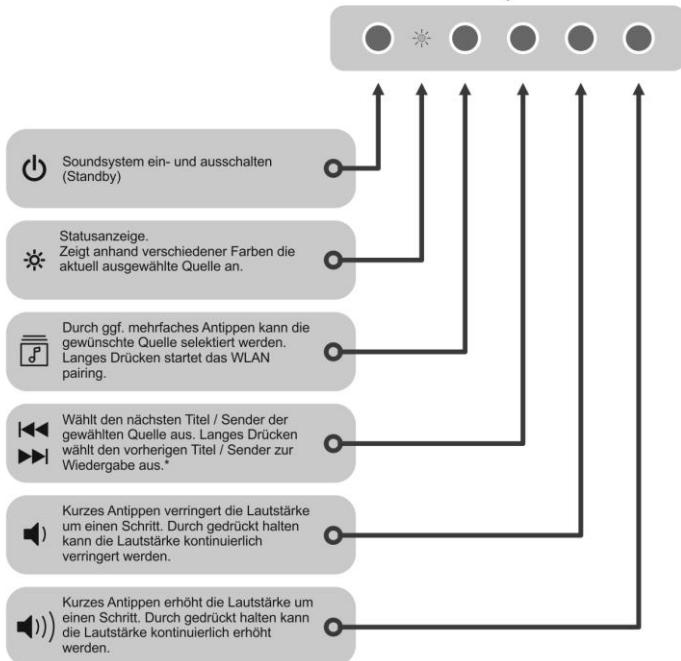 Soundsystem ein- und ausschalten
(Standby)
Statusanzeige.
Zeigt anhand verschiedener Farben die
aktuell ausgewählte Quelle an.
Durch ggf. mehrfaches Antippen kann die
gewünschte Quelle selektiert werden.
Langes Drücken startet das WLAN
pairing.
Wählt den nächsten Titel / Sender der
gewählten Quelle aus. Langes Drücken
wählt den vorherigen Titel / Sender zur
Wiedergabe aus.*
Kurzes Antippen verringert die Lautstärke
um einen Schritt. Durch gedrückt halten
kann die Lautstärke kontinuierlich
verringert werden.
Kurzes Antippen erhöht die Lautstärke um
einen Schritt. Durch gedrückt halten kann
die Lautstärke kontinuierlich erhöht
werden.